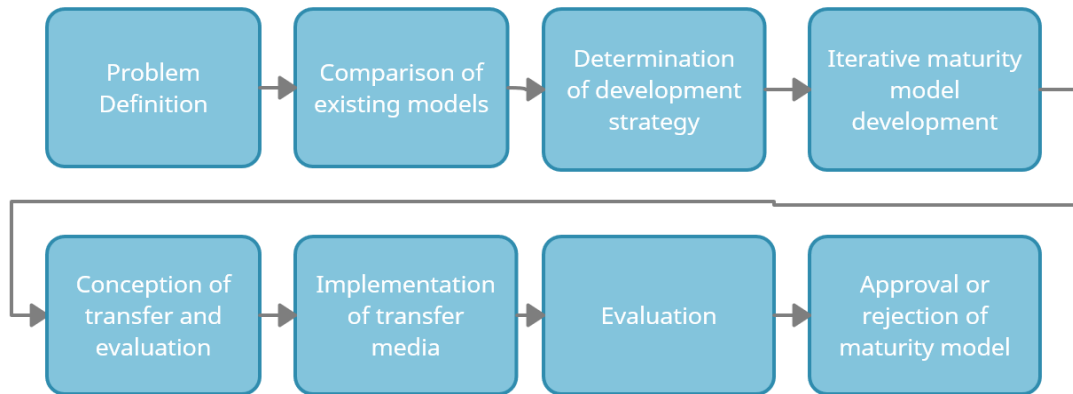 Problem
Definition
Comparison of
existing models
Determination
of development
strategy
Iterative maturity
model
development
Conception of
transfer and
evaluation
Implementation
of transfer
media
Evaluation
Approval or
rejection of
maturity model